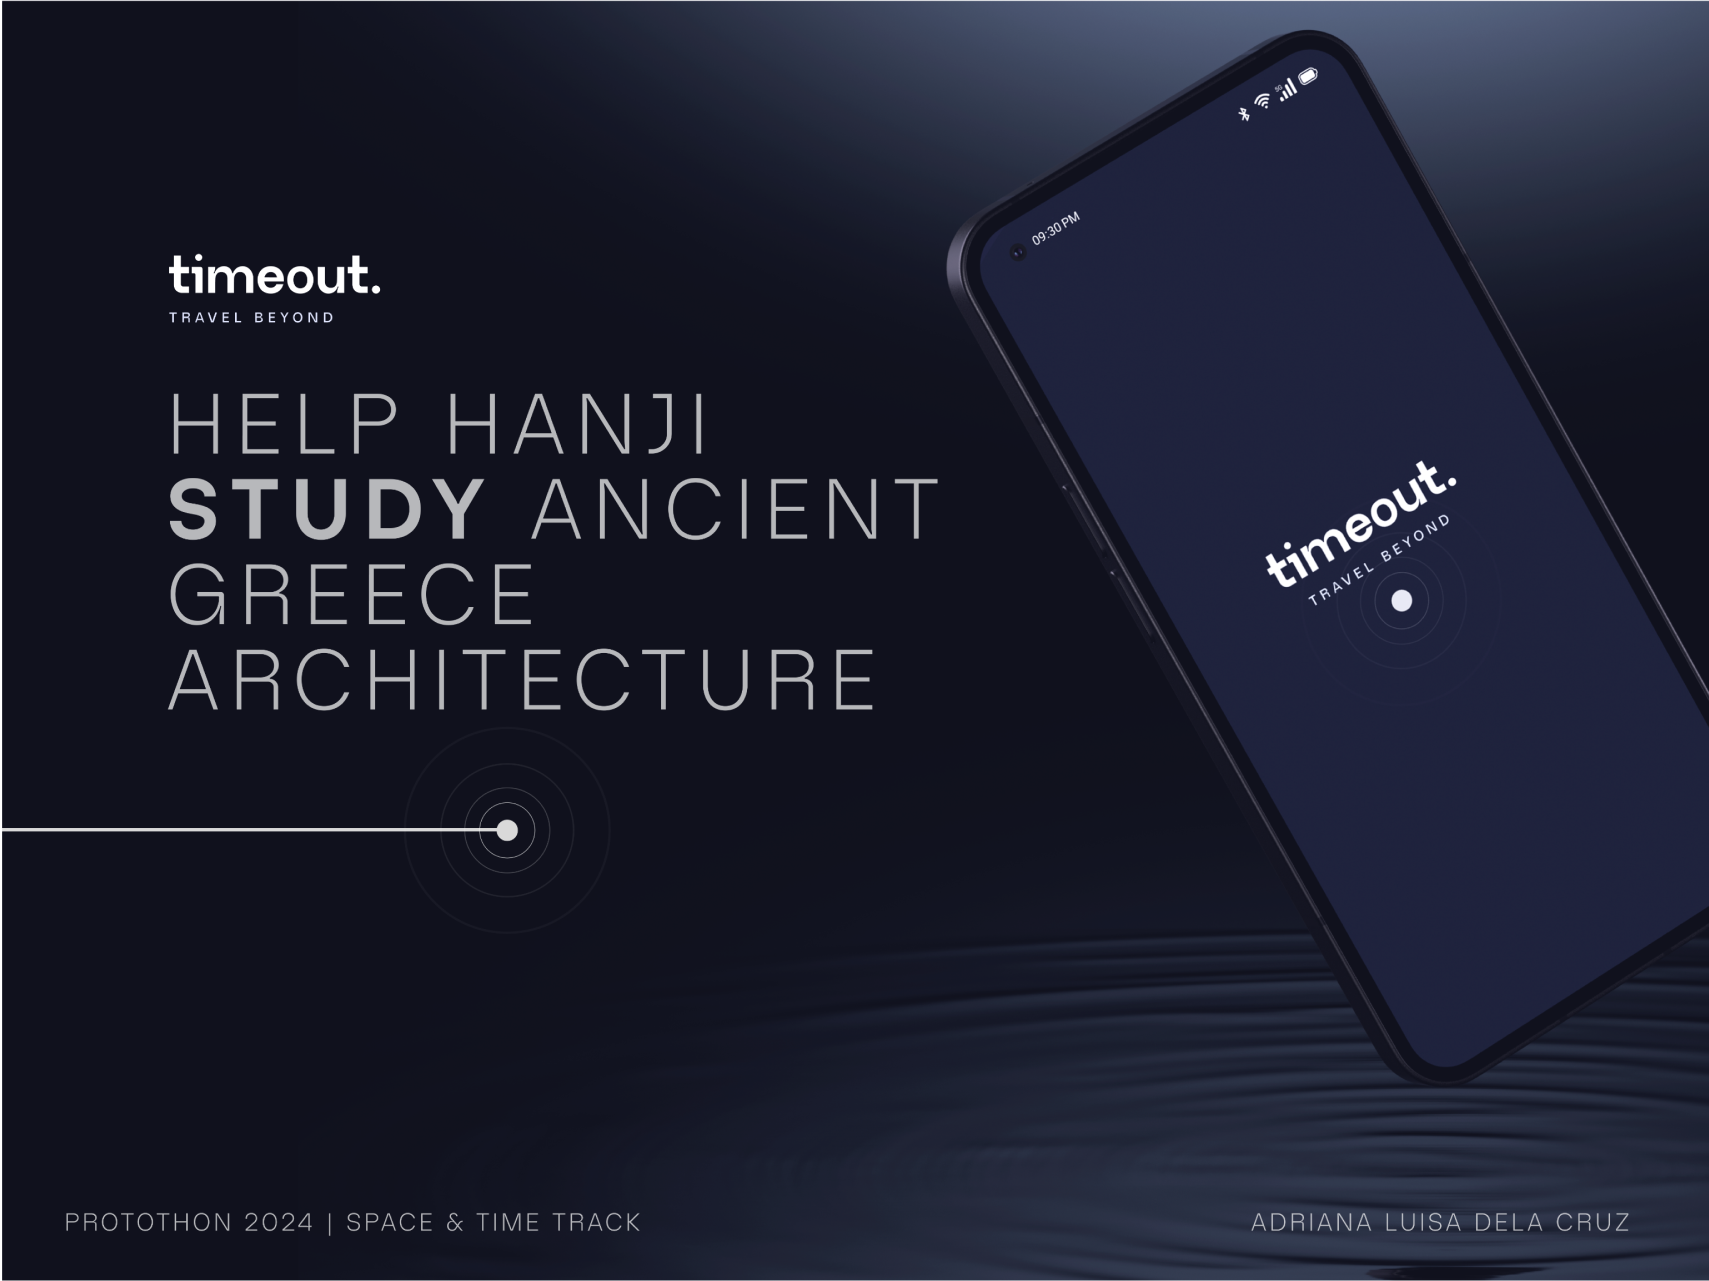 timeout.
TRAVEL BEYOND
HELP HANJI
STUDY ANCIENT
GREECE
ARCHITECTURE
09:30 PM
5G
timeout.
TRAVEL BEYOND
PROTOTHON 2024 | SPACE & TIME TRACK
ADRIANA LUISA DELA CRUZ